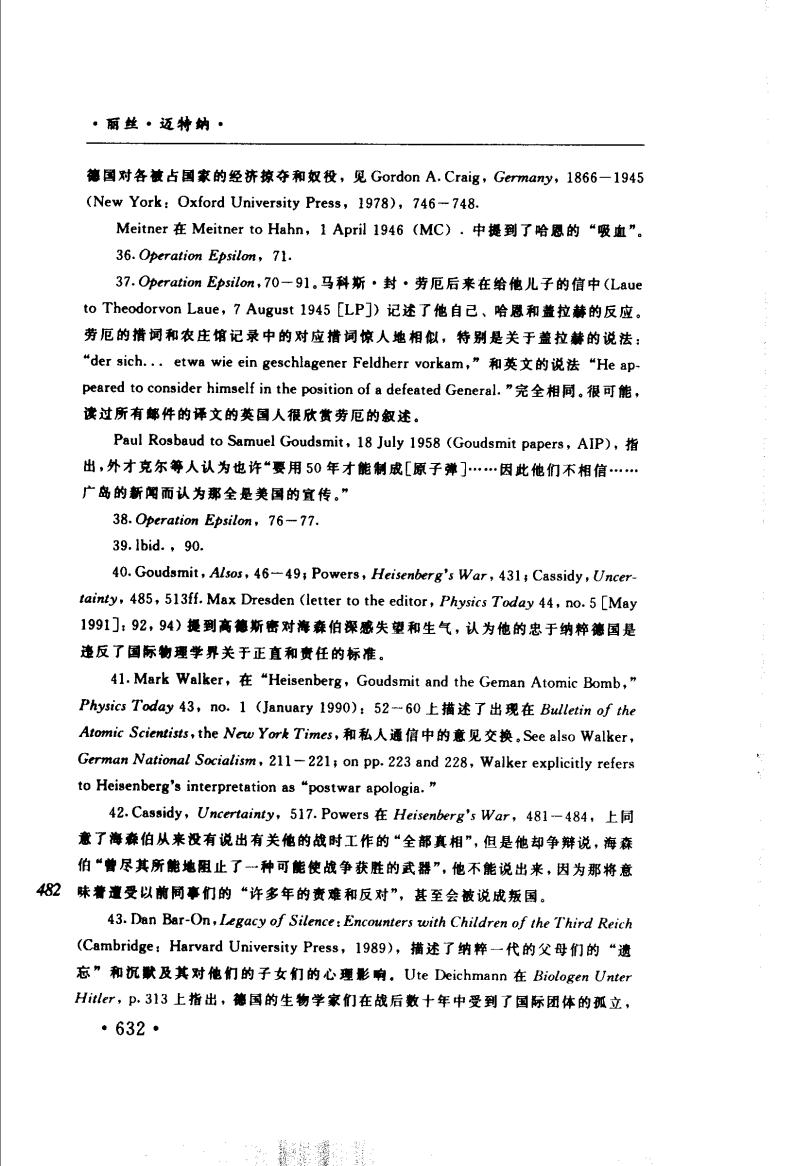 ·丽丝·迈特纳·
德国对各被占国家的经济掠夺和奴役，见 Gordon A. Craig, Germany, 1866－1945
(New York: Oxford University Press, 1978), 746－748.
Meitner 在 Meitner to Hahn, 1 April 1946 (MC) . 中提到了哈恩的“吸血”。
36. Operation Epsilon, 71.
37. Operation Epsilon, 70－91。马科斯·封·劳厄后来在给他儿子的信中(Laue
to Theodorvon Laue, 7 August 1945 [LP]) 记述了他自己、哈恩和盖拉赫的反应。
劳厄的措词和农庄馆记录中的对应措词惊人地相似，特别是关于盖拉赫的说法：
“der sich... etwa wie ein geschlagener Feldherr vorkam,” 和英文的说法 “He ap-
peared to consider himself in the position of a defeated General. ”完全相同。很可能，
读过所有邮件的译文的英国人很欣赏劳厄的叙述。
Paul Rosbaud to Samuel Goudsmit, 18 July 1958 (Goudsmit papers, AIP), 指
出，外才克尔等人认为也许“要用 50 年才能制成[原子弹]……因此他们不相信……
广岛的新闻而认为那全是美国的宣传。”
38. Operation Epsilon, 76－77.
39. Ibid. , 90.
40. Goudsmit, Alsos, 46－49; Powers, Heisenberg's War, 431; Cassidy, Uncer-
tainty, 485, 513ff. Max Dresden (letter to the editor, Physics Today 44, no. 5 [May
1991]: 92, 94) 提到高德斯密对海森伯深感失望和生气，认为他的忠于纳粹德国是
违反了国际物理学界关于正直和责任的标准。
41. Mark Walker, 在 “Heisenberg, Goudsmit and the Geman Atomic Bomb,”
Physics Today 43, no. 1 (January 1990): 52－60 上描述了出现在 Bulletin of the
Atomic Scientists, the New York Times, 和私人通信中的意见交换。See also Walker,
German National Socialism, 211－221; on pp. 223 and 228, Walker explicitly refers
to Heisenberg's interpretation as “postwar apologia. ”
42. Cassidy, Uncertainty, 517. Powers 在 Heisenberg's War, 481－484, 上同
意了海森伯从来没有说出有关他的战时工作的“全部真相”，但是他却争辩说，海森
伯“曾尽其所能地阻止了一种可能使战争获胜的武器”，他不能说出来，因为那将意
482 味着遭受以前同事们的“许多年的责难和反对”，甚至会被说成叛国。
43. Dan Bar-On, Legacy of Silence: Encounters with Children of the Third Reich
(Cambridge: Harvard University Press, 1989), 描述了纳粹一代的父母们的“遗
忘”和沉默及其对他们的子女们的心理影响。Ute Deichmann 在 Biologen Unter
Hitler, p. 313 上指出，德国的生物学家们在战后数十年中受到了国际团体的孤立，
·632·